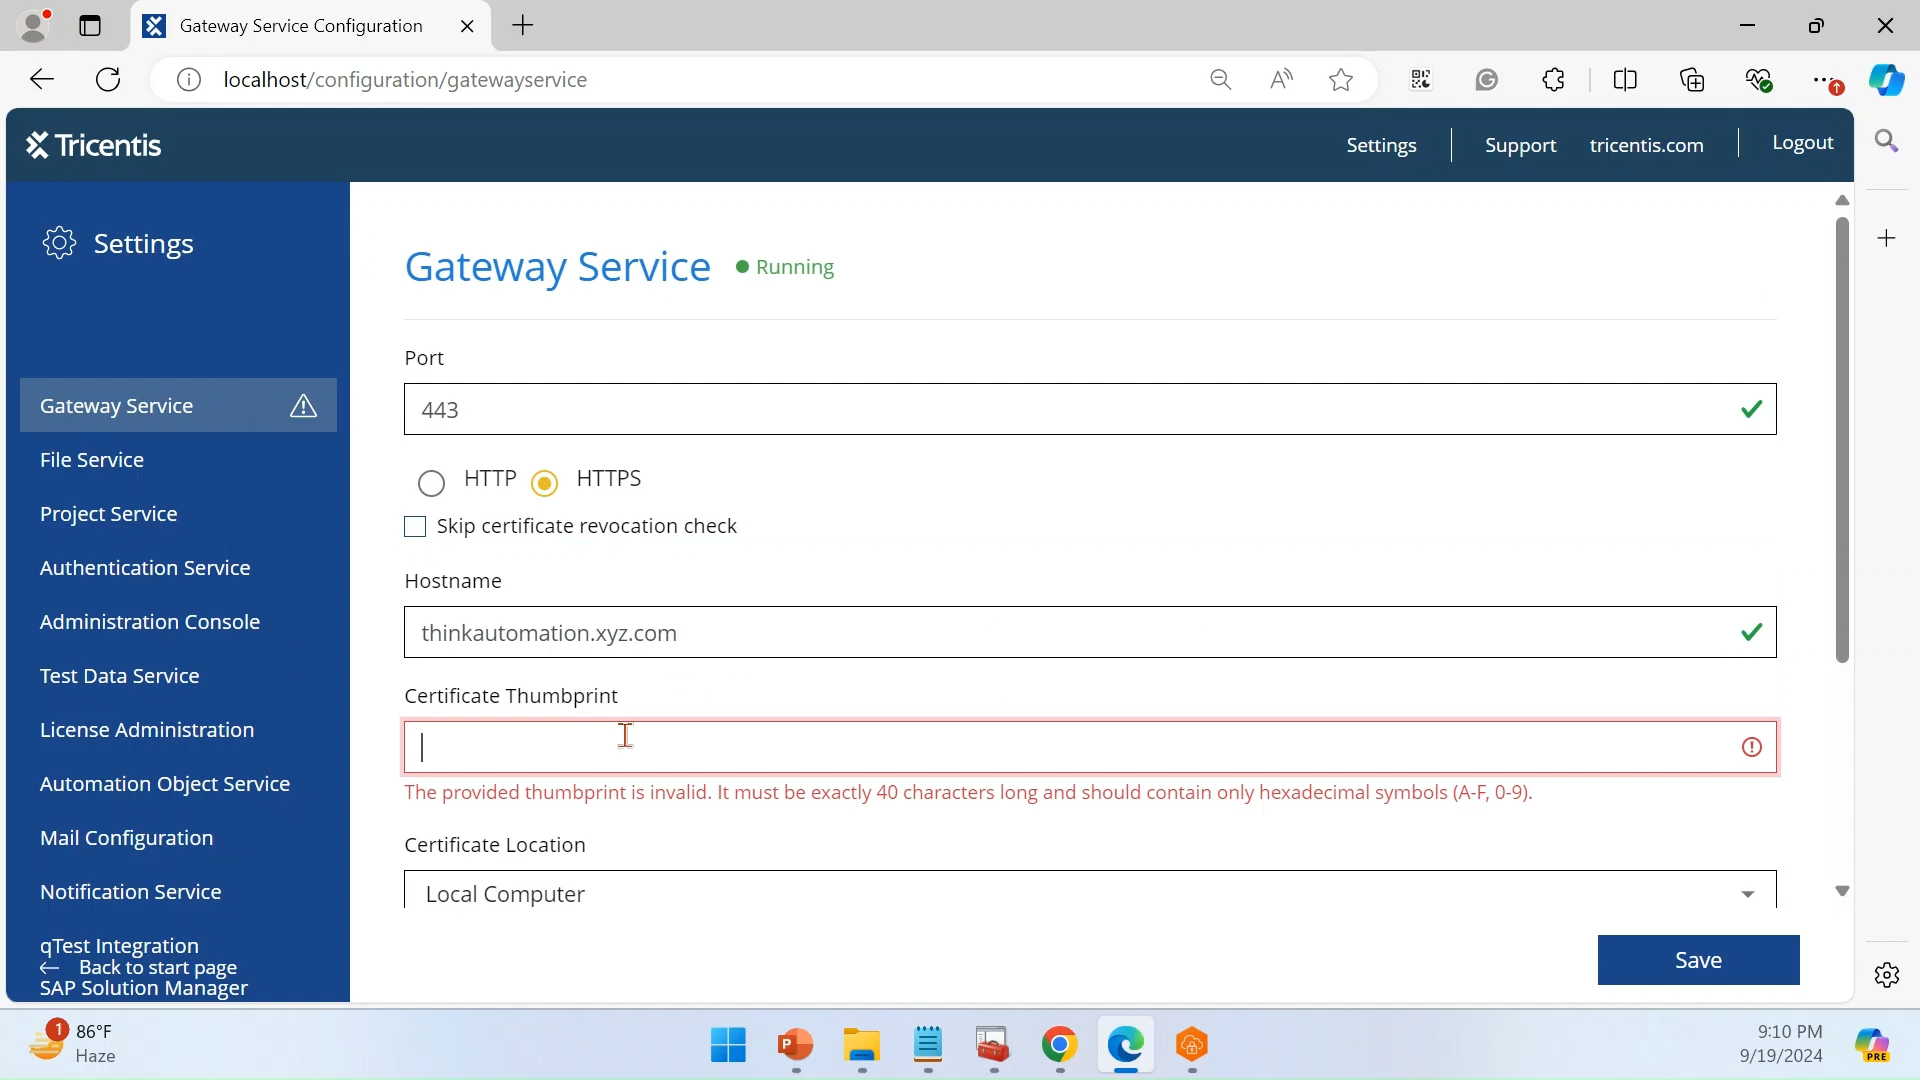 Gateway Service Configuration
localhost/configuration/gatewayservice
Tricentis
Settings
Support
tricentis.com
Logout
Settings
Gateway Service
File Service
Project Service
Authentication Service
Administration Console
Test Data Service
License Administration
Automation Object Service
Mail Configuration
Notification Service
qTest Integration
Back to start page
SAP Solution Manager
Gateway Service
Running
Port
443
HTTP
HTTPS
Skip certificate revocation check
Hostname
thinkautomation.xyz.com
Certificate Thumbprint
The provided thumbprint is invalid. It must be exactly 40 characters long and should contain only hexadecimal symbols (A-F, 0-9).
Certificate Location
Local Computer
Save
1
86°F
Haze
9:10 PM
9/19/2024
PRE